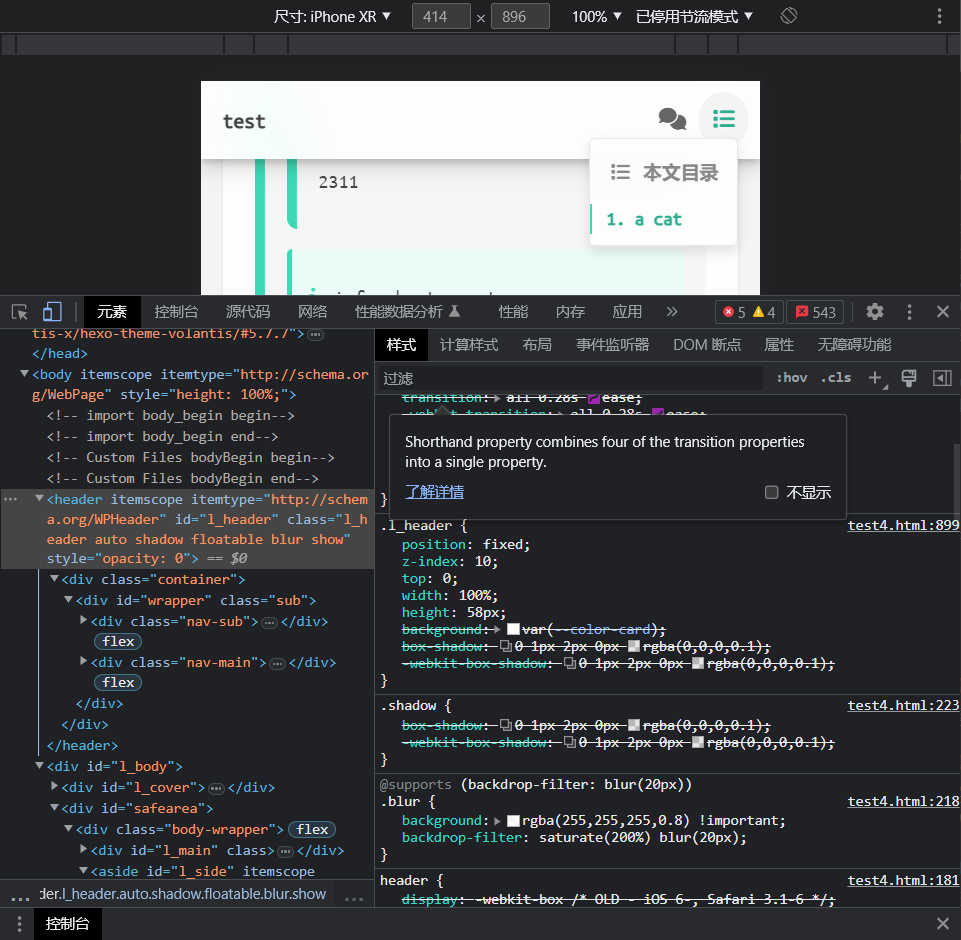 尺寸: iPhone XR ▼ 414 × 896 100% ▼ 已停用节流模式 ▼
test
本文目录
1. a cat
2311
元素 控制台 源代码 网络 性能数据分析 性能 内存 应用 » 5 4 543
tis-x/hexo-theme-volantis/#5.7.7">
</head>
▼<body itemscope itemtype="http://schema.or
g/WebPage" style="height: 100%;">
<!-- import body_begin begin-->
<!-- import body_begin end-->
<!-- Custom Files bodyBegin begin-->
<!-- Custom Files bodyBegin end-->
▼<header itemscope itemtype="http://schem
a.org/WPHeader" id="l_header" class="l_h
eader auto shadow floatable blur show"
style="opacity: 0"> == $0
▼<div class="container">
▼<div id="wrapper" class="sub">
▶<div class="nav-sub">…</div>
flex
▶<div class="nav-main">…</div>
flex
</div>
</div>
</header>
▼<div id="l_body">
▶<div id="l_cover">…</div>
▼<div id="safearea">
▼<div class="body-wrapper"> flex
▶<div id="l_main" class>…</div>
▼<aside id="l_side" itemscope
… der.l_header.auto.shadow.floatable.blur.show …
样式 计算样式 布局 事件监听器 DOM 断点 属性 无障碍功能
过滤 :hov .cls +
transition: ▶ all 0.28s ease;
-webkit-transition: ▶ all 0.28s ease;
Shorthand property combines four of the transition properties
into a single property.
了解详情 不显示
}
.l_header { test4.html:899
position: fixed;
z-index: 10;
top: 0;
width: 100%;
height: 58px;
background: ▶ var(--color-card);
box-shadow: 0 1px 2px 0px rgba(0,0,0,0.1);
-webkit-box-shadow: 0 1px 2px 0px rgba(0,0,0,0.1);
}
.shadow { test4.html:223
box-shadow: 0 1px 2px 0px rgba(0,0,0,0.1);
-webkit-box-shadow: 0 1px 2px 0px rgba(0,0,0,0.1);
}
@supports (backdrop-filter: blur(20px))
.blur { test4.html:218
background: ▶ rgba(255,255,255,0.8) !important;
backdrop-filter: saturate(200%) blur(20px);
}
header { test4.html:181
display: -webkit-box /* OLD - iOS 6-, Safari 3.1-6 */;
控制台